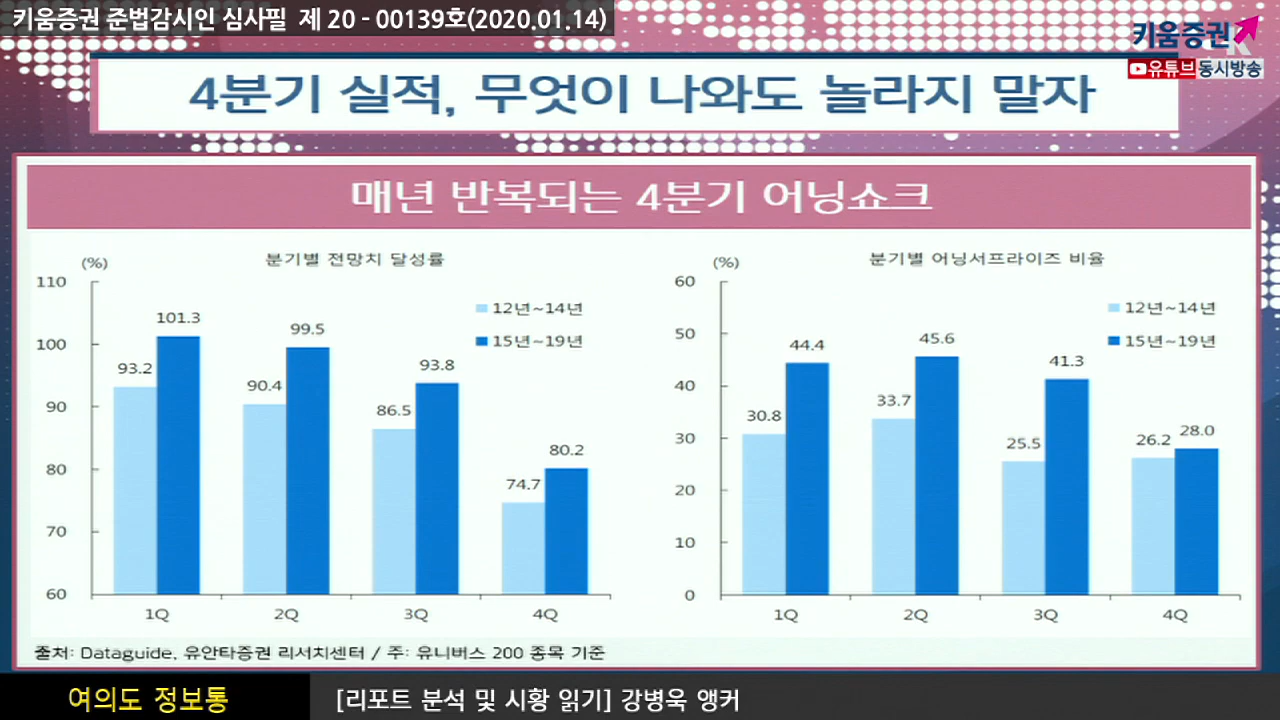 키움증권 준법감시인 심사필 제 20 - 00139호(2020.01.14)
키움증권
유튜브 동시방송
4분기 실적, 무엇이 나와도 놀라지 말자
매년 반복되는 4분기 어닝쇼크
(%)
분기별 전망치 달성률
110
100
90
80
70
60
12년~14년
15년~19년
93.2
101.3
90.4
99.5
86.5
93.8
74.7
80.2
1Q
2Q
3Q
4Q
(%)
분기별 어닝서프라이즈 비율
60
50
40
30
20
10
0
12년~14년
15년~19년
30.8
44.4
33.7
45.6
25.5
41.3
26.2
28.0
1Q
2Q
3Q
4Q
출처: Dataguide, 유안타증권 리서치센터 / 주: 유니버스 200 종목 기준
여의도 정보통
[리포트 분석 및 시황 읽기] 강병욱 앵커